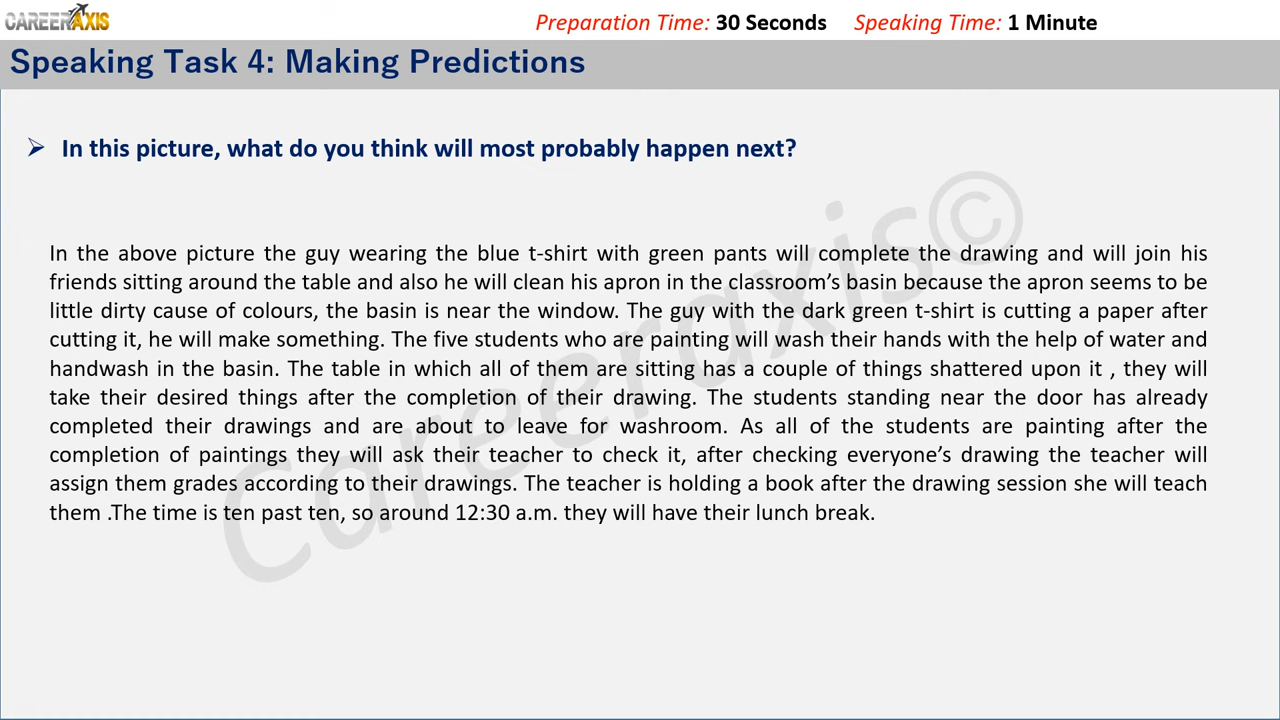 CAREERAXIS
Preparation Time: 30 Seconds Speaking Time: 1 Minute
Speaking Task 4: Making Predictions
➢ In this picture, what do you think will most probably happen next?
In the above picture the guy wearing the blue t-shirt with green pants will complete the drawing and will join his
friends sitting around the table and also he will clean his apron in the classroom’s basin because the apron seems to be
little dirty cause of colours, the basin is near the window. The guy with the dark green t-shirt is cutting a paper after
cutting it, he will make something. The five students who are painting will wash their hands with the help of water and
handwash in the basin. The table in which all of them are sitting has a couple of things shattered upon it , they will
take their desired things after the completion of their drawing. The students standing near the door has already
completed their drawings and are about to leave for washroom. As all of the students are painting after the
completion of paintings they will ask their teacher to check it, after checking everyone’s drawing the teacher will
assign them grades according to their drawings. The teacher is holding a book after the drawing session she will teach
them .The time is ten past ten, so around 12:30 a.m. they will have their lunch break.
Careeraxis©